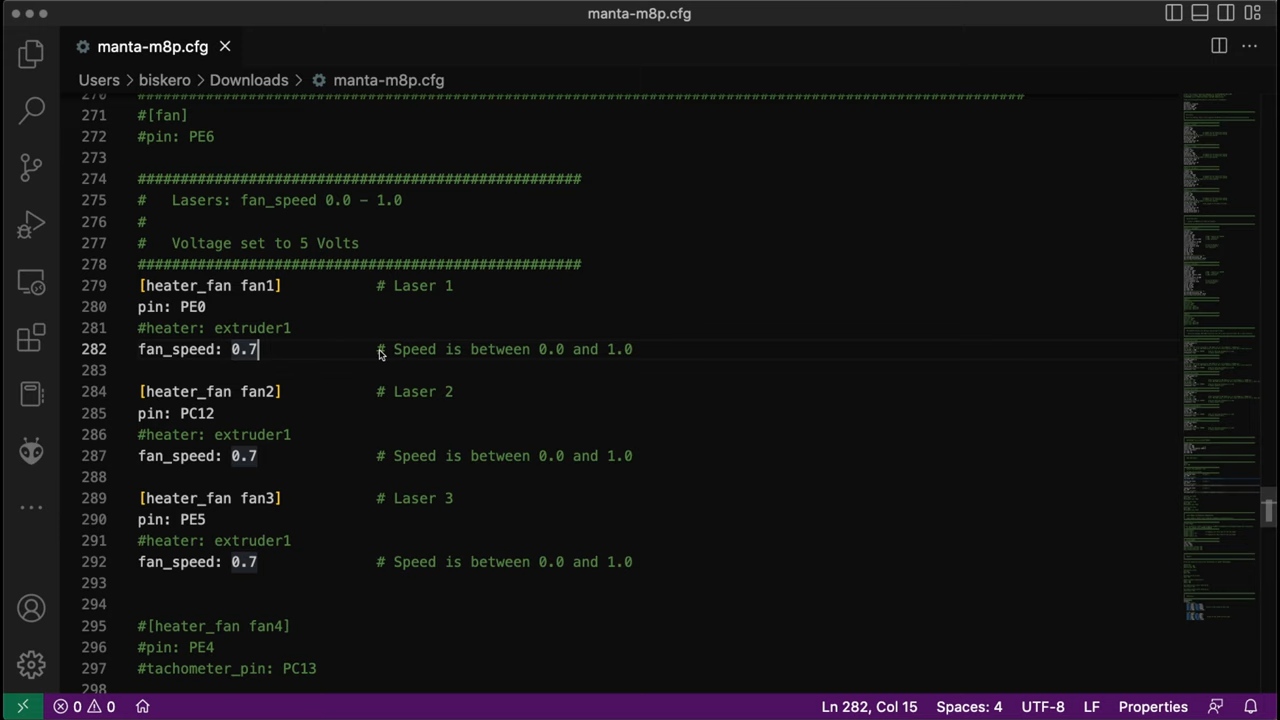 manta-m8p.cfg
manta-m8p.cfg
Users > biskero > Downloads > manta-m8p.cfg
271 #[fan]
272 #pin: PE6
273
274 ####################################################
275 #   Lasers: fan_speed 0.0 - 1.0
276 #
277 #   Voltage set to 5 Volts
278 ####################################################
279 [heater_fan fan1]           # Laser 1
280 pin: PE0
281 #heater: extruder1
282 fan_speed: 0.7              # Speed is between 0.0 and 1.0
283
284 [heater_fan fan2]           # Laser 2
285 pin: PC12
286 #heater: extruder1
287 fan_speed: 0.7              # Speed is between 0.0 and 1.0
288
289 [heater_fan fan3]           # Laser 3
290 pin: PE5
291 #heater: extruder1
292 fan_speed: 0.7              # Speed is between 0.0 and 1.0
293
294
295 #[heater_fan fan4]
296 #pin: PE4
297 #tachometer_pin: PC13
298
0 0 Ln 282, Col 15 Spaces: 4 UTF-8 LF Properties